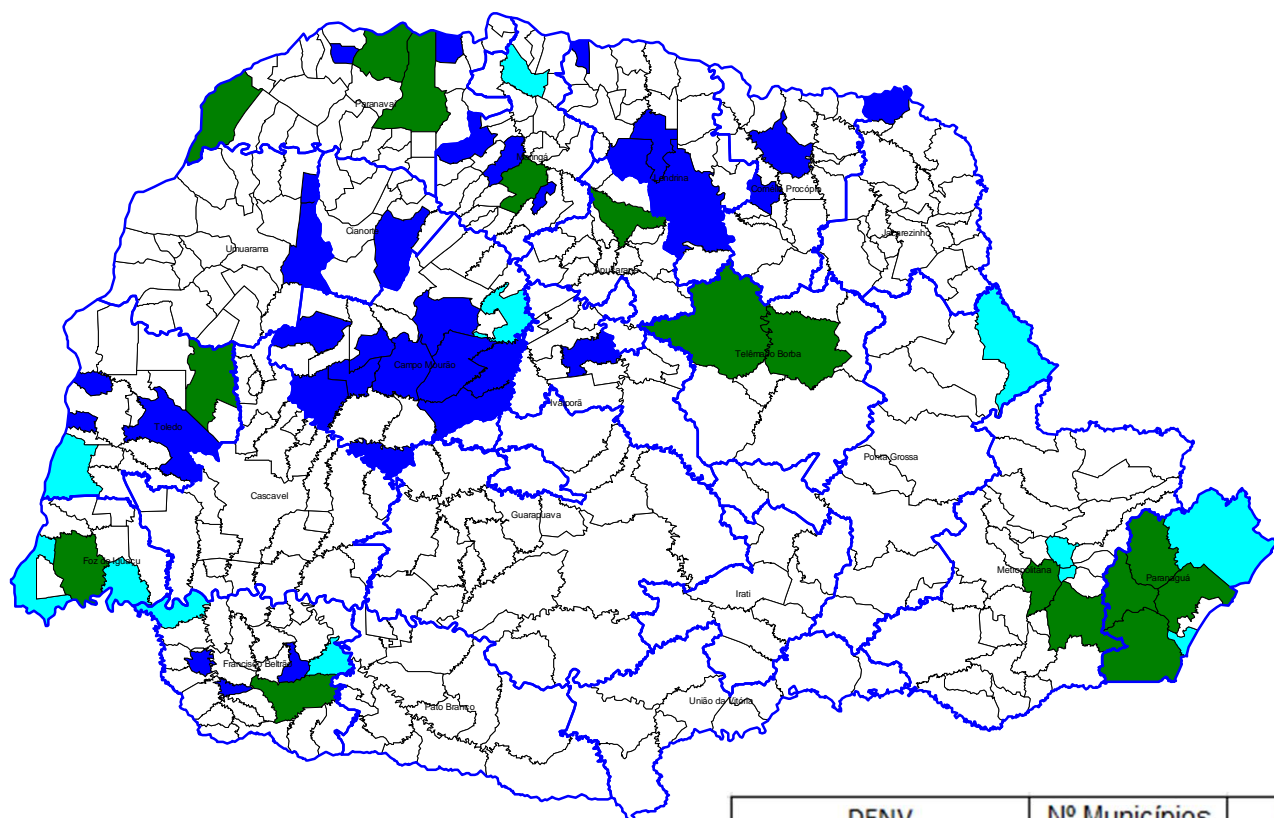 Paranavaí
Maringá
Londrina
Cornélio Procópio
Jacarezinho
Umuarama
Cianorte
Apucarana
Campo Mourão
Telêmaco Borba
Ivaiporã
Toledo
Ponta Grossa
Cascavel
Guarapuava
Foz do Iguaçu
Metropolitana
Paranaguá
Irati
Francisco Beltrão
Pato Branco
União da Vitória
DENV
Nº Municípios